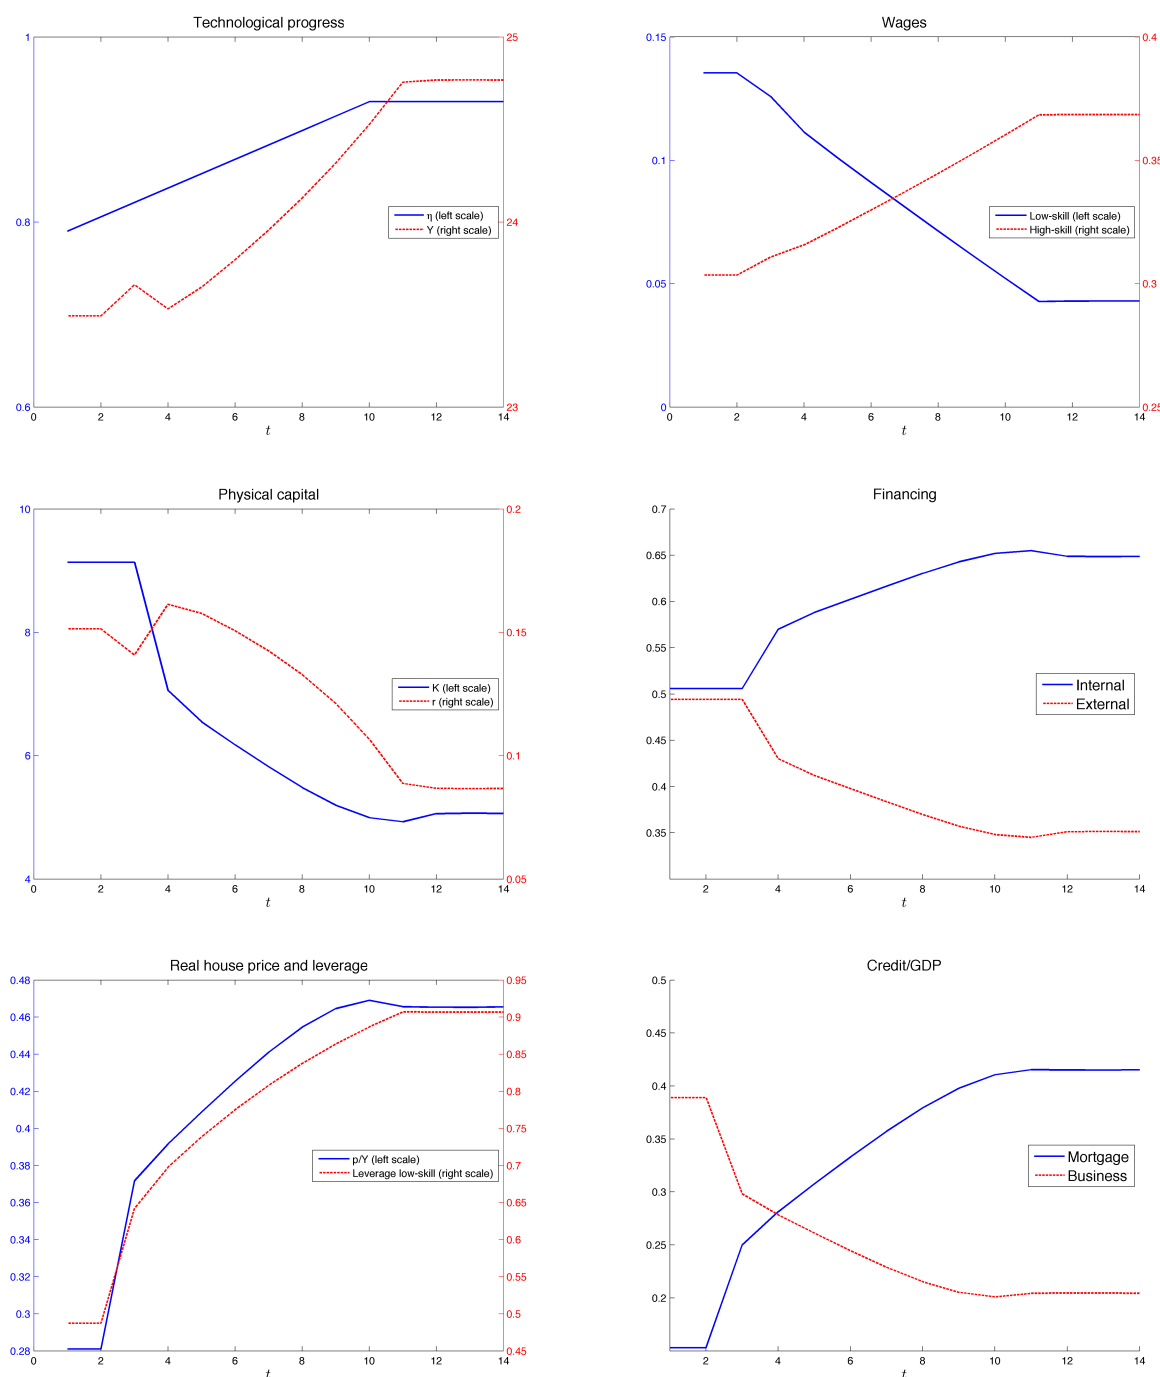 Technological progress
1
0.8
0.6
25
24
23
η (left scale)
Y (right scale)
0 2 4 6 8 10 12 14
t
Wages
0.15
0.1
0.05
0
0.4
0.35
0.3
0.25
Low-skill (left scale)
High-skill (right scale)
0 2 4 6 8 10 12 14
t
Physical capital
10
8
6
4
0.2
0.15
0.1
0.05
K (left scale)
r (right scale)
0 2 4 6 8 10 12 14
t
Financing
0.7
0.65
0.6
0.55
0.5
0.45
0.4
0.35
Internal
External
2 4 6 8 10 12 14
t
Real house price and leverage
0.48
0.46
0.44
0.42
0.4
0.38
0.36
0.34
0.32
0.3
0.28
0.95
0.9
0.85
0.8
0.75
0.7
0.65
0.6
0.55
0.5
0.45
p/Y (left scale)
Leverage low-skill (right scale)
0 2 4 6 8 10 12 14
t
Credit/GDP
0.5
0.45
0.4
0.35
0.3
0.25
0.2
Mortgage
Business
2 4 6 8 10 12 14
t